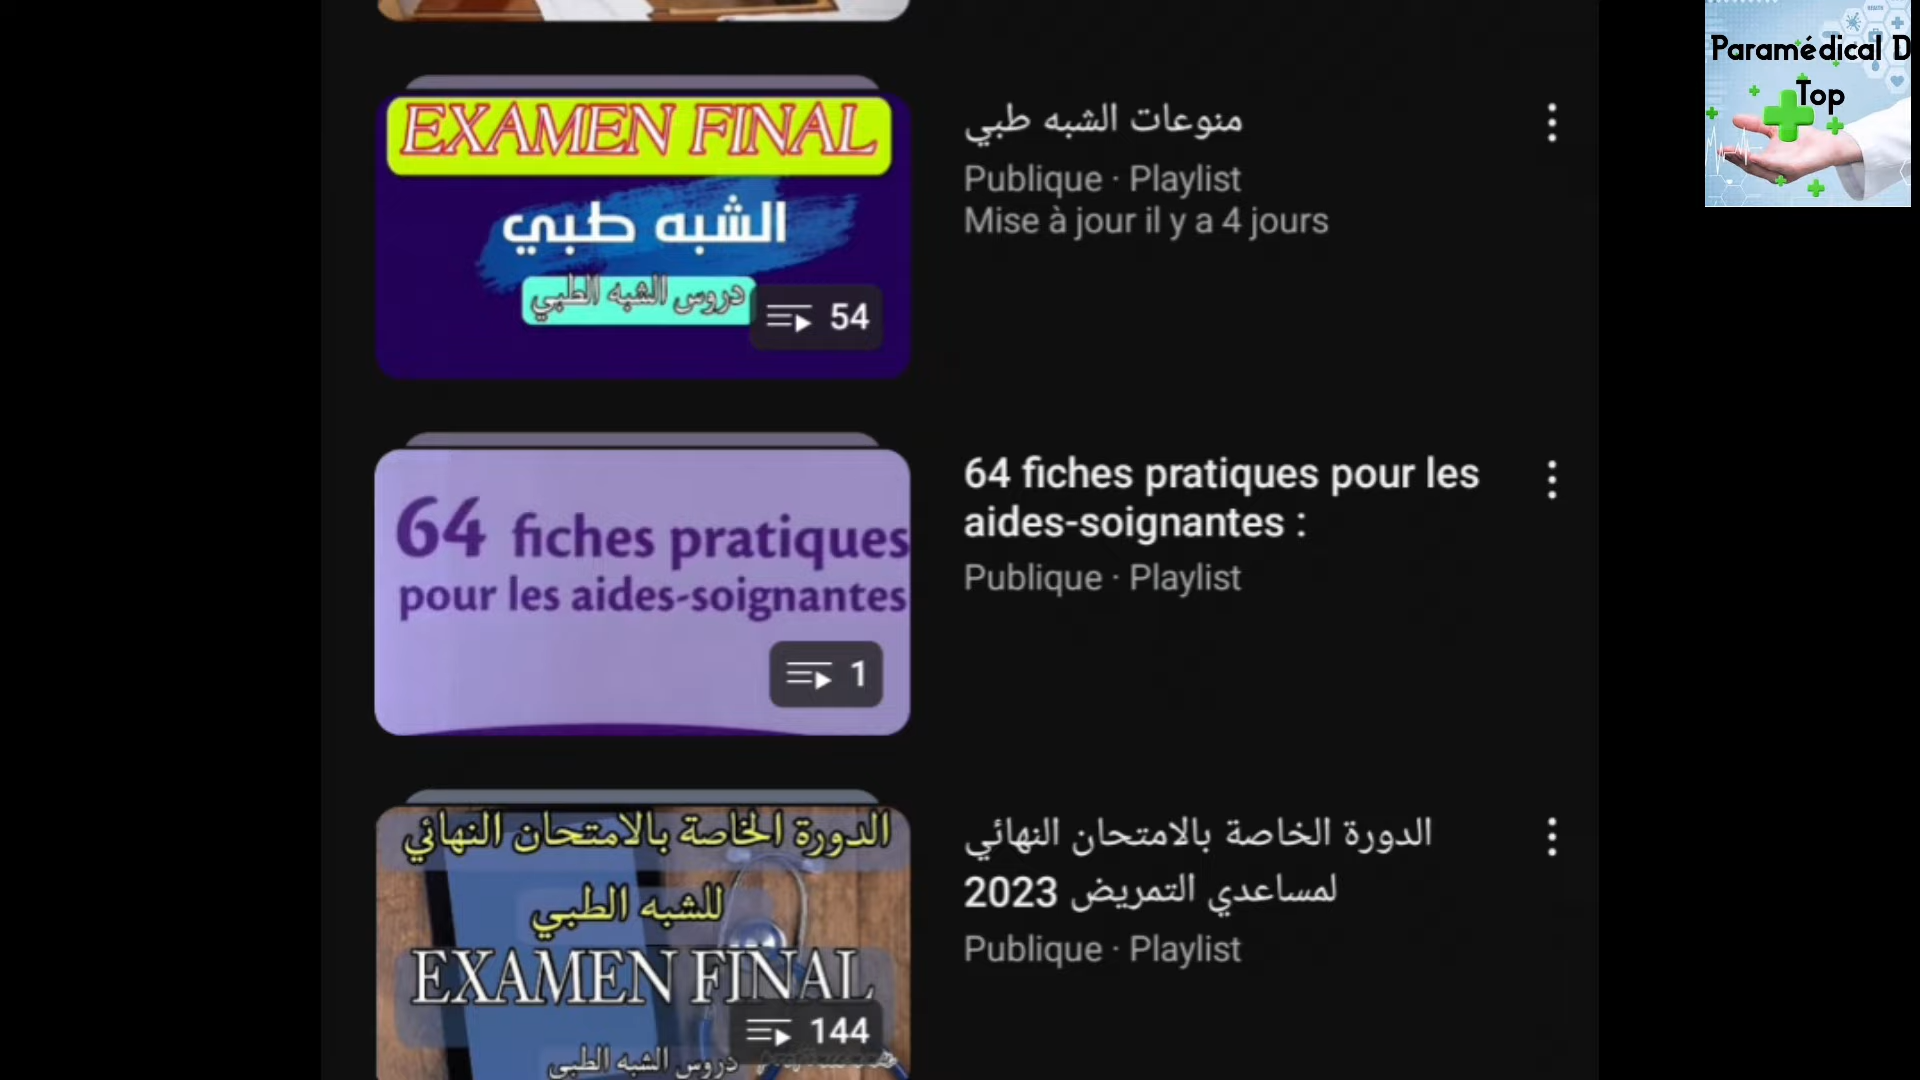 EXAMEN FINAL
الشبه طبي
دروس الشبه الطبي
54
منوعات الشبه طبي
Publique · Playlist
Mise à jour il y a 4 jours
64 fiches pratiques
pour les aides-soignantes
1
64 fiches pratiques pour les
aides-soignantes :
Publique · Playlist
الدورة الخاصة بالامتحان النهائي
للشبه الطبي
EXAMEN FINAL
144
دروس الشبه الطبي
الدورة الخاصة بالامتحان النهائي
لمساعدي التمريض 2023
Publique · Playlist
Paramédical D
Top